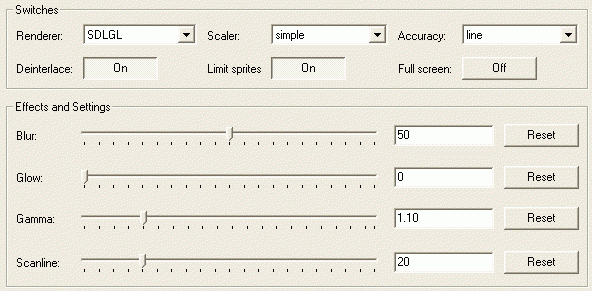 Switches
Renderer: SDLGL Scaler: simple Accuracy: line
Deinterlace: On Limit sprites On Full screen: Off
Effects and Settings
Blur: 50 Reset
Glow: 0 Reset
Gamma: 1.10 Reset
Scanline: 20 Reset